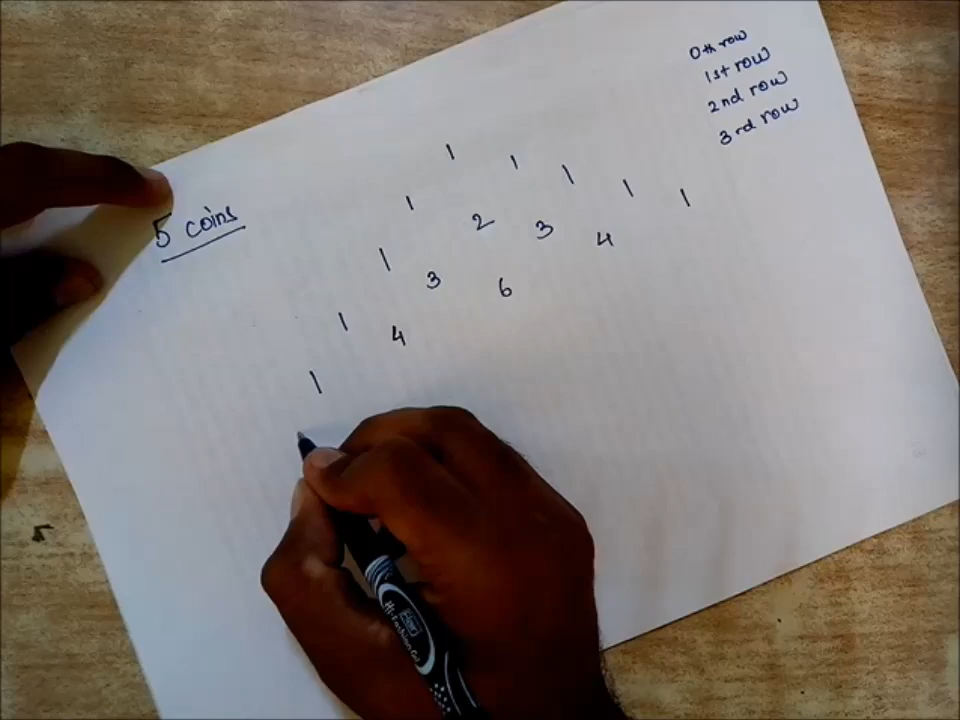 0th row
1st row
2nd row
3rd row
5 coins
1
1 1
1 2 1
1 3 3 1
1 4 6 4 1